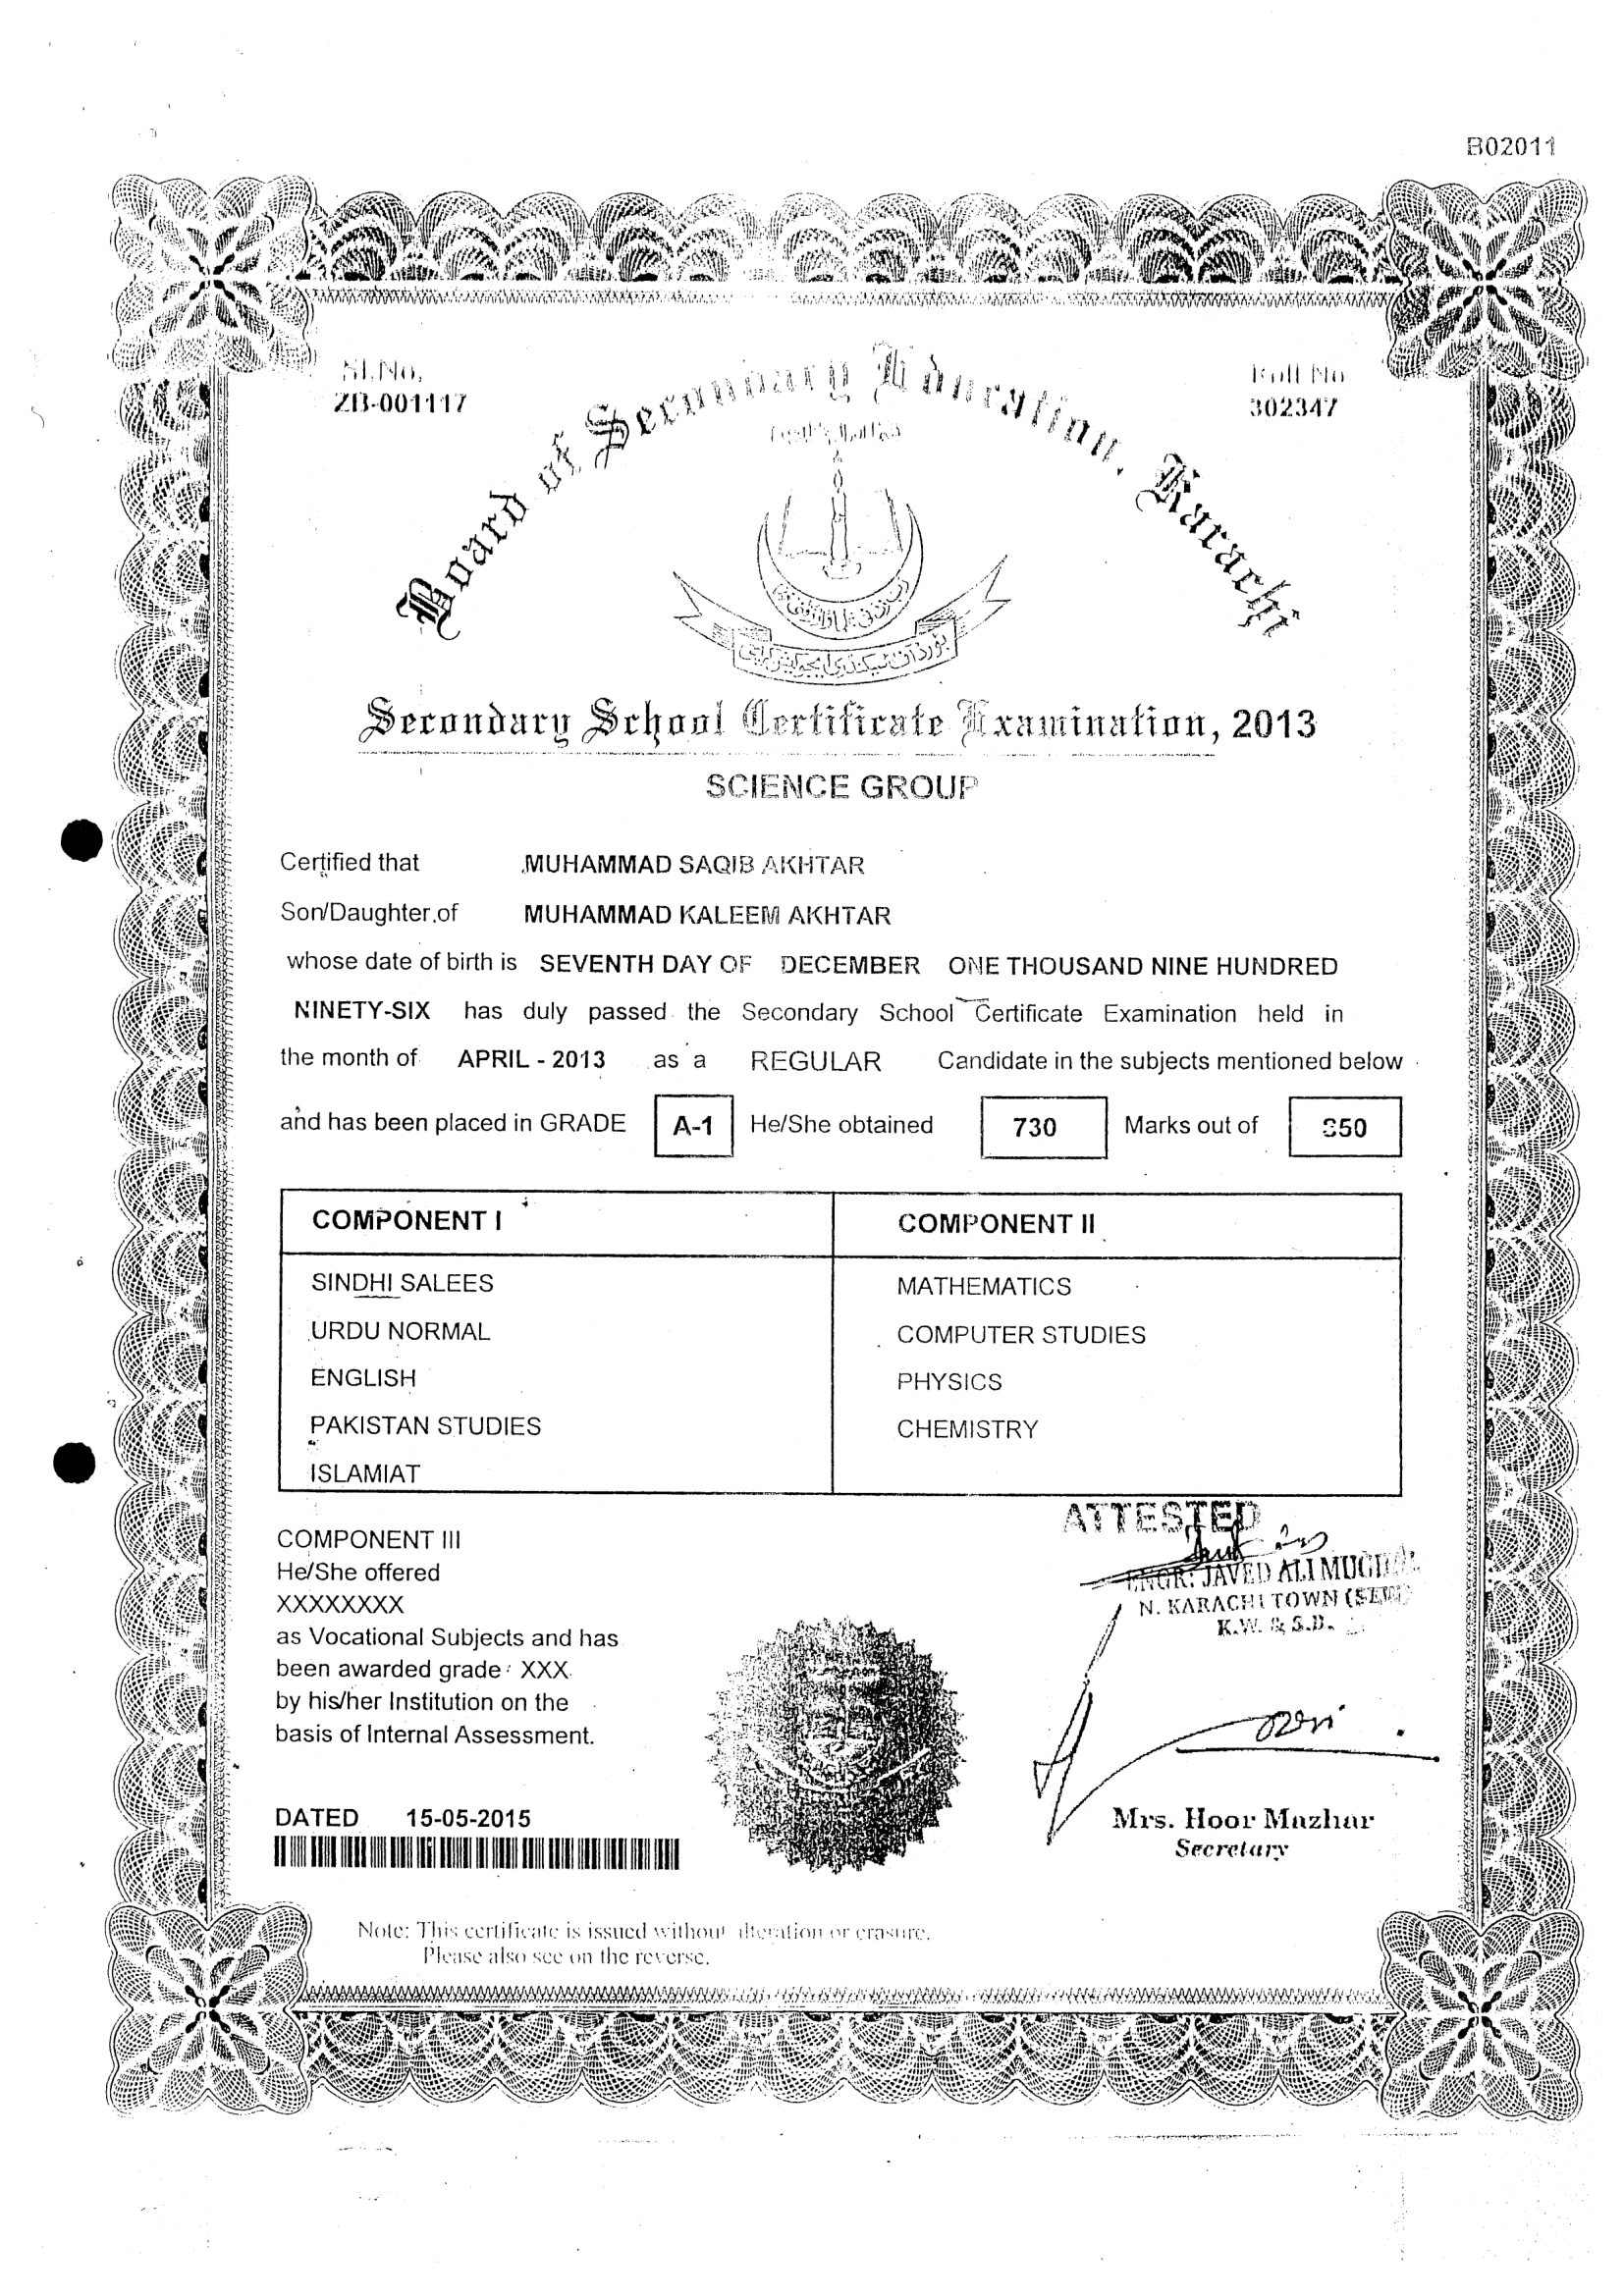 B02011
Sl.No.
ZB-001117
Roll No
302347
Board of Secondary Education, Karachi
بورڈ آف سیکنڈری ایجوکیشن کراچی
Secondary School Certificate Examination, 2013
SCIENCE GROUP
Certified that MUHAMMAD SAQIB AKHTAR
Son/Daughter of MUHAMMAD KALEEM AKHTAR
whose date of birth is SEVENTH DAY OF DECEMBER ONE THOUSAND NINE HUNDRED
NINETY-SIX has duly passed the Secondary School Certificate Examination held in
the month of APRIL - 2013 as a REGULAR Candidate in the subjects mentioned below
and has been placed in GRADE A-1 He/She obtained 730 Marks out of 850
COMPONENT I COMPONENT II
SINDHI SALEES MATHEMATICS
URDU NORMAL COMPUTER STUDIES
ENGLISH PHYSICS
PAKISTAN STUDIES CHEMISTRY
ISLAMIAT
COMPONENT III
He/She offered
XXXXXXXX
as Vocational Subjects and has
been awarded grade XXX
by his/her Institution on the
basis of Internal Assessment.
ATTESTED
ENGR: JAVED ALI MUGHAL
N. KARACHI TOWN
K.W. & S.B.
DATED 15-05-2015
Mrs. Hoor Mazhar
Secretary
Note: This certificate is issued without alteration or erasure.
Please also see on the reverse.